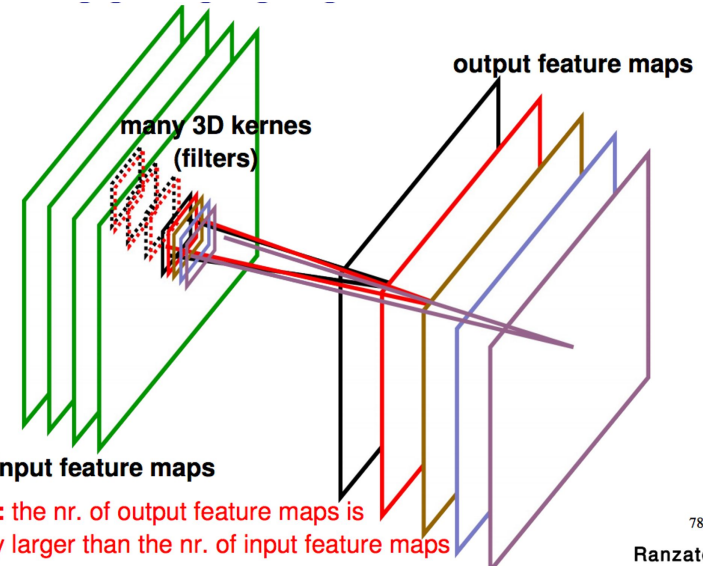 output feature maps
many 3D kernes
(filters)
nput feature maps
: the nr. of output feature maps is
y larger than the nr. of input feature maps
78
Ranzat